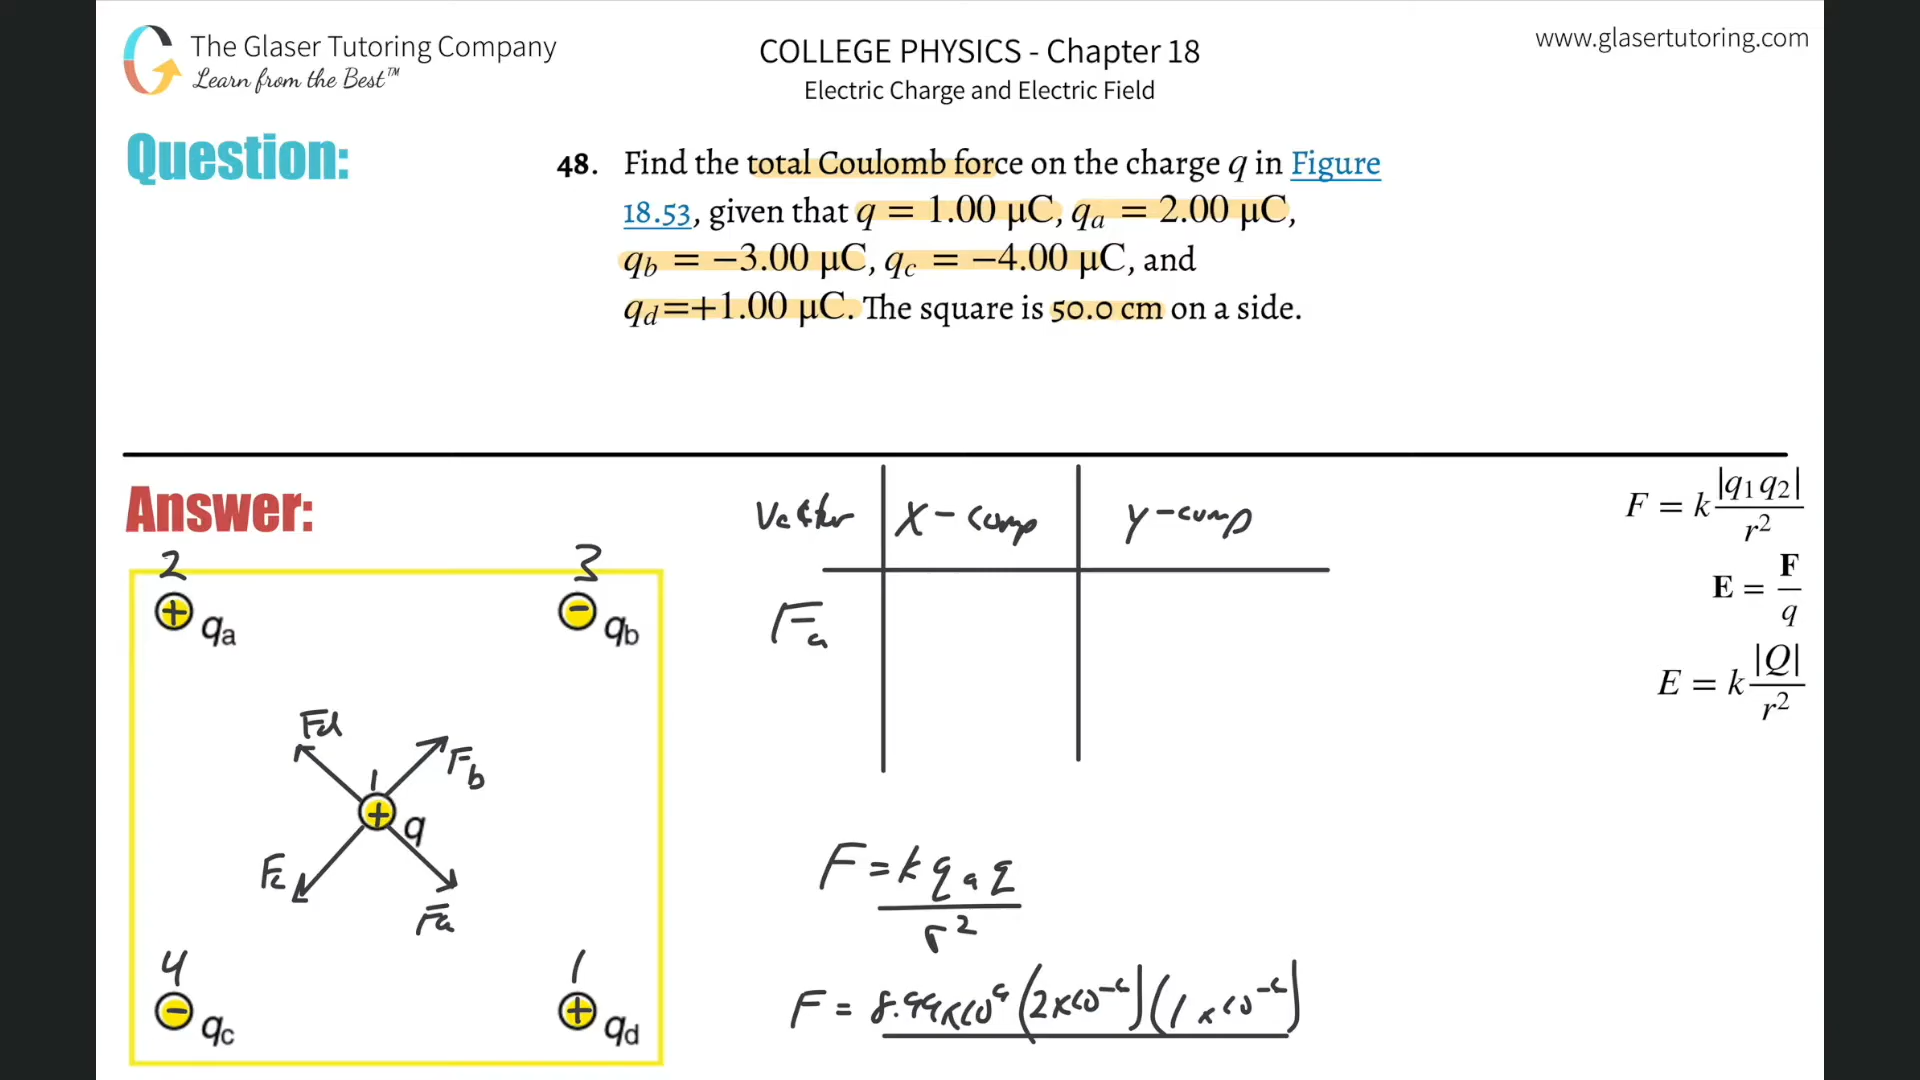 The Glaser Tutoring Company
Learn from the Best™
COLLEGE PHYSICS - Chapter 18
Electric Charge and Electric Field
www.glasertutoring.com
Question:
48. Find the total Coulomb force on the charge q in Figure
18.53, given that q = 1.00 μC, qₐ = 2.00 μC,
q_b = −3.00 μC, q_c = −4.00 μC, and
q_d=+1.00 μC. The square is 50.0 cm on a side.
Answer:
Vector x-comp y-comp
Fₐ
F = k |q₁q₂| / r²
E = F / q
E = k |Q| / r²
2
+ qa
3
− qb
Fd
Fb
1
+ q
Fc
Fa
4
− qc
1
+ qd
F = k qₐ q / r²
F = 8.99x10⁹ (2x10⁻⁶)(1x10⁻⁶)